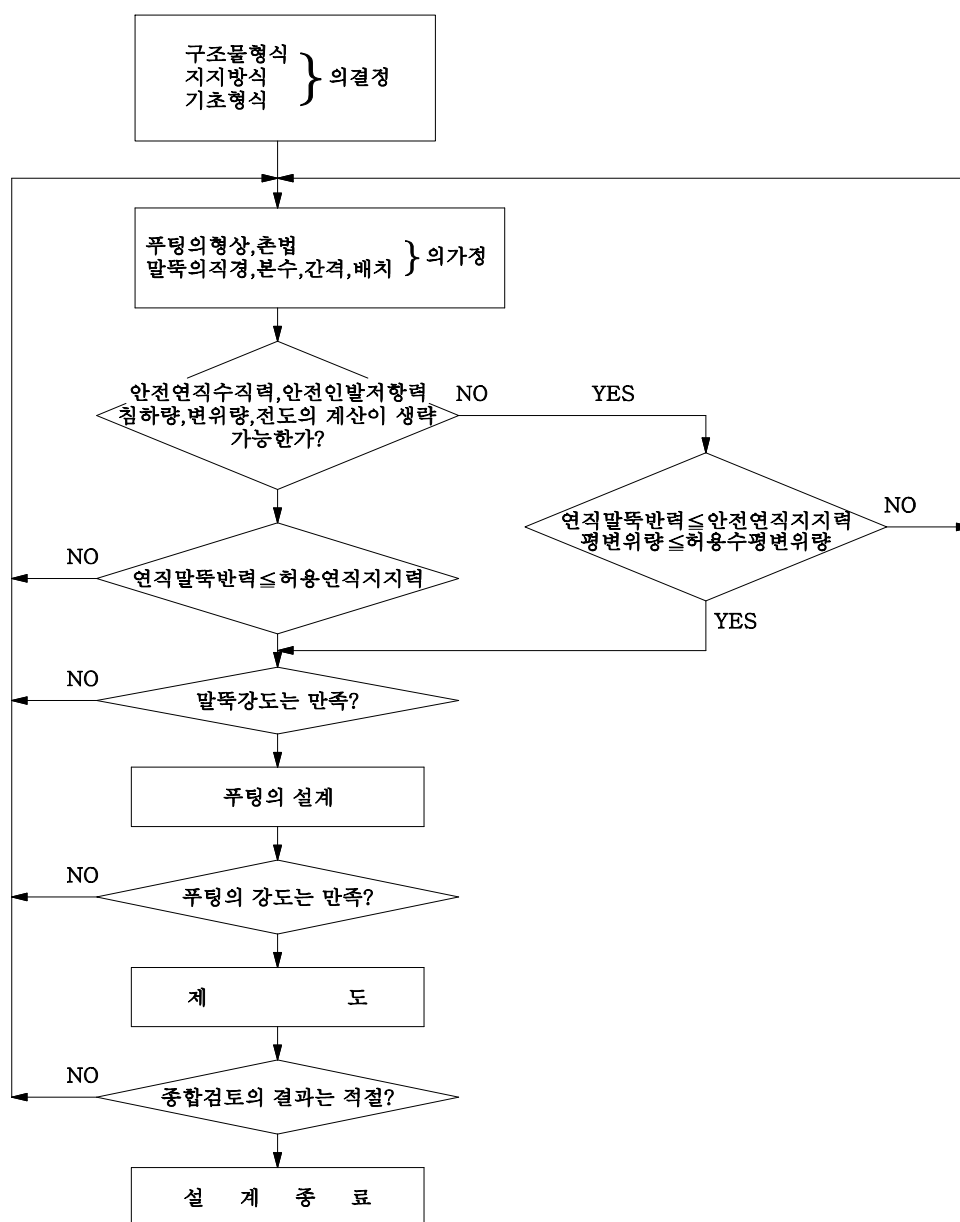 구조물형식
지지방식
기초형식
} 의결정
푸팅의형상,촌법
말뚝의직경,본수,간격,배치
} 의가정
안전연직수직력,안전인발저항력
침하량,변위량,전도의 계산이 생략
가능한가?
NO
YES
연직말뚝반력≦안전연직지지력
평변위량≦허용수평변위량
NO
YES
연직말뚝반력≦허용연직지지력
NO
말뚝강도는 만족?
NO
푸팅의 설계
푸팅의 강도는 만족?
NO
제 도
종합검토의 결과는 적절?
NO
설 계 종 료